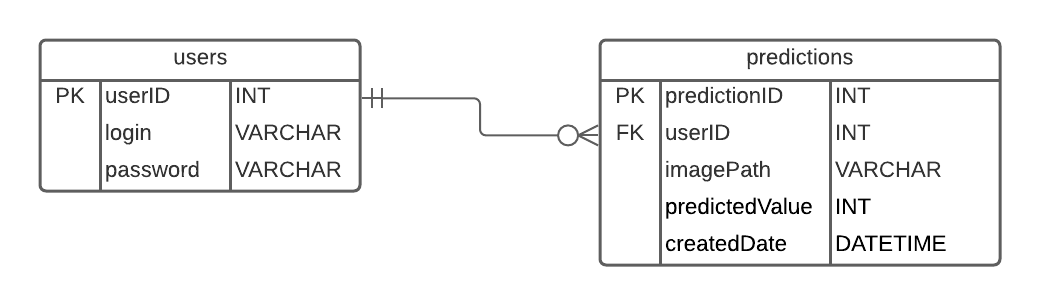 users
PK userID INT
login VARCHAR
password VARCHAR
predictions
PK predictionID INT
FK userID INT
imagePath VARCHAR
predictedValue INT
createdDate DATETIME